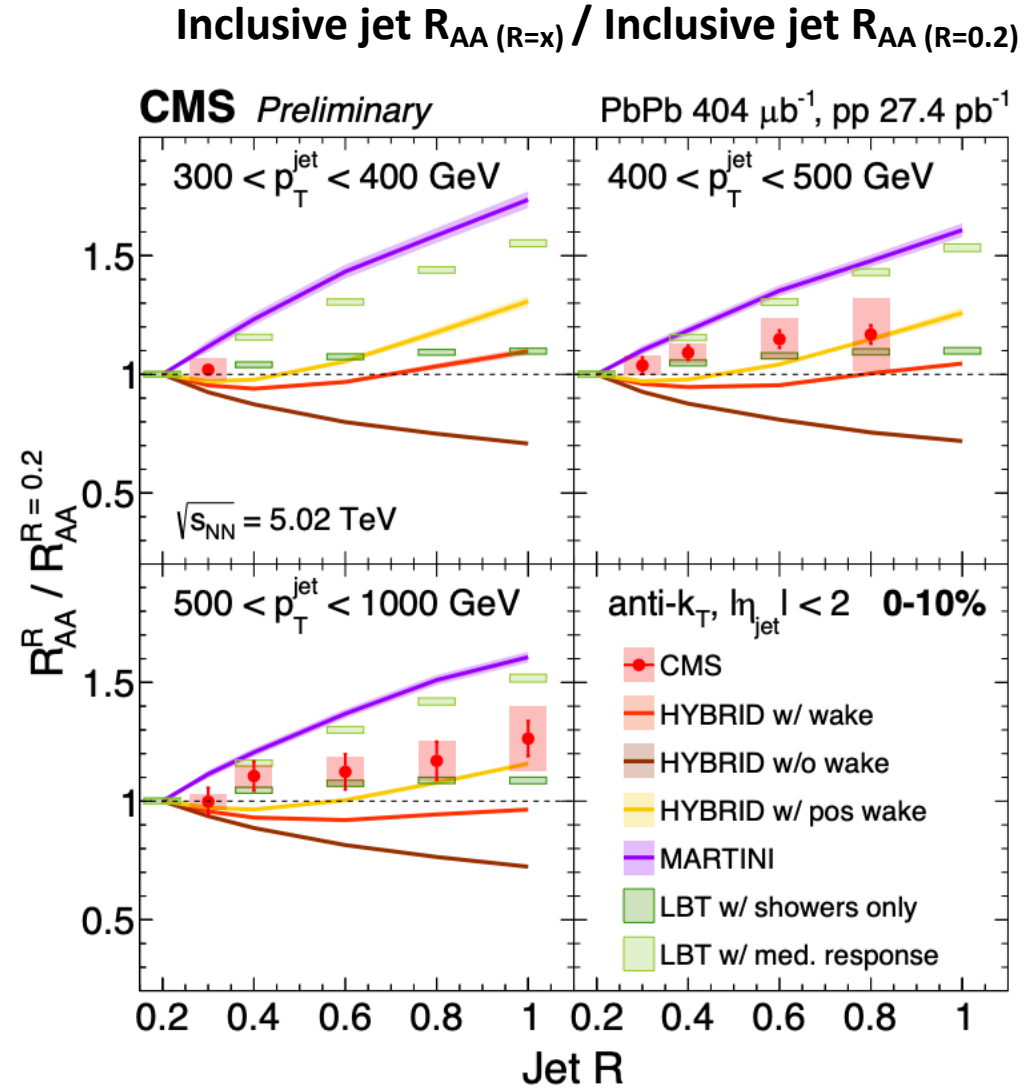 Inclusive jet R_AA (R=x) / Inclusive jet R_AA (R=0.2)
CMS Preliminary PbPb 404 μb⁻¹, pp 27.4 pb⁻¹
300 < p_T^jet < 400 GeV
400 < p_T^jet < 500 GeV
1.5
1
0.5
√s_NN = 5.02 TeV
R_AA^R / R_AA^R = 0.2
500 < p_T^jet < 1000 GeV
anti-k_T, |η_jet| < 2 0-10%
CMS
HYBRID w/ wake
HYBRID w/o wake
HYBRID w/ pos wake
MARTINI
LBT w/ showers only
LBT w/ med. response
1.5
1
0.5
0.2 0.4 0.6 0.8 1 0.2 0.4 0.6 0.8 1
Jet R